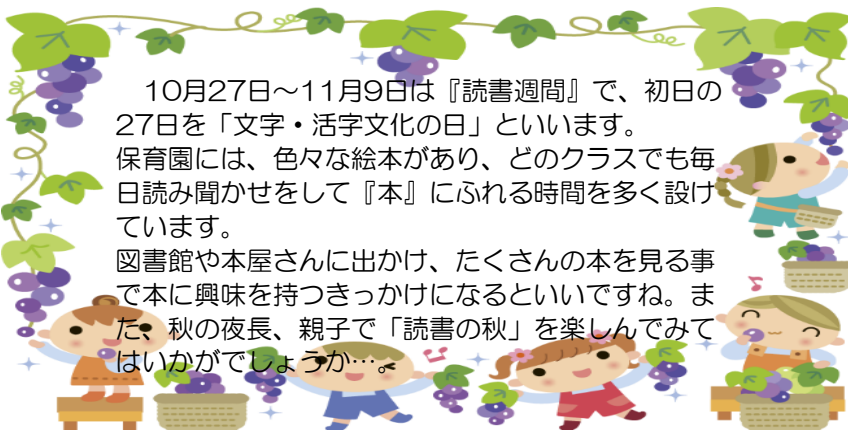 10月27日～11月9日は『読書週間』で、初日の
27日を「文字・活字文化の日」といいます。
保育園には、色々な絵本があり、どのクラスでも毎
日読み聞かせをして『本』にふれる時間を多く設け
ています。
図書館や本屋さんに出かけ、たくさんの本を見る事
で本に興味を持つきっかけになるといいですね。ま
た、秋の夜長、親子で「読書の秋」を楽しんでみて
はいかがでしょうか…。